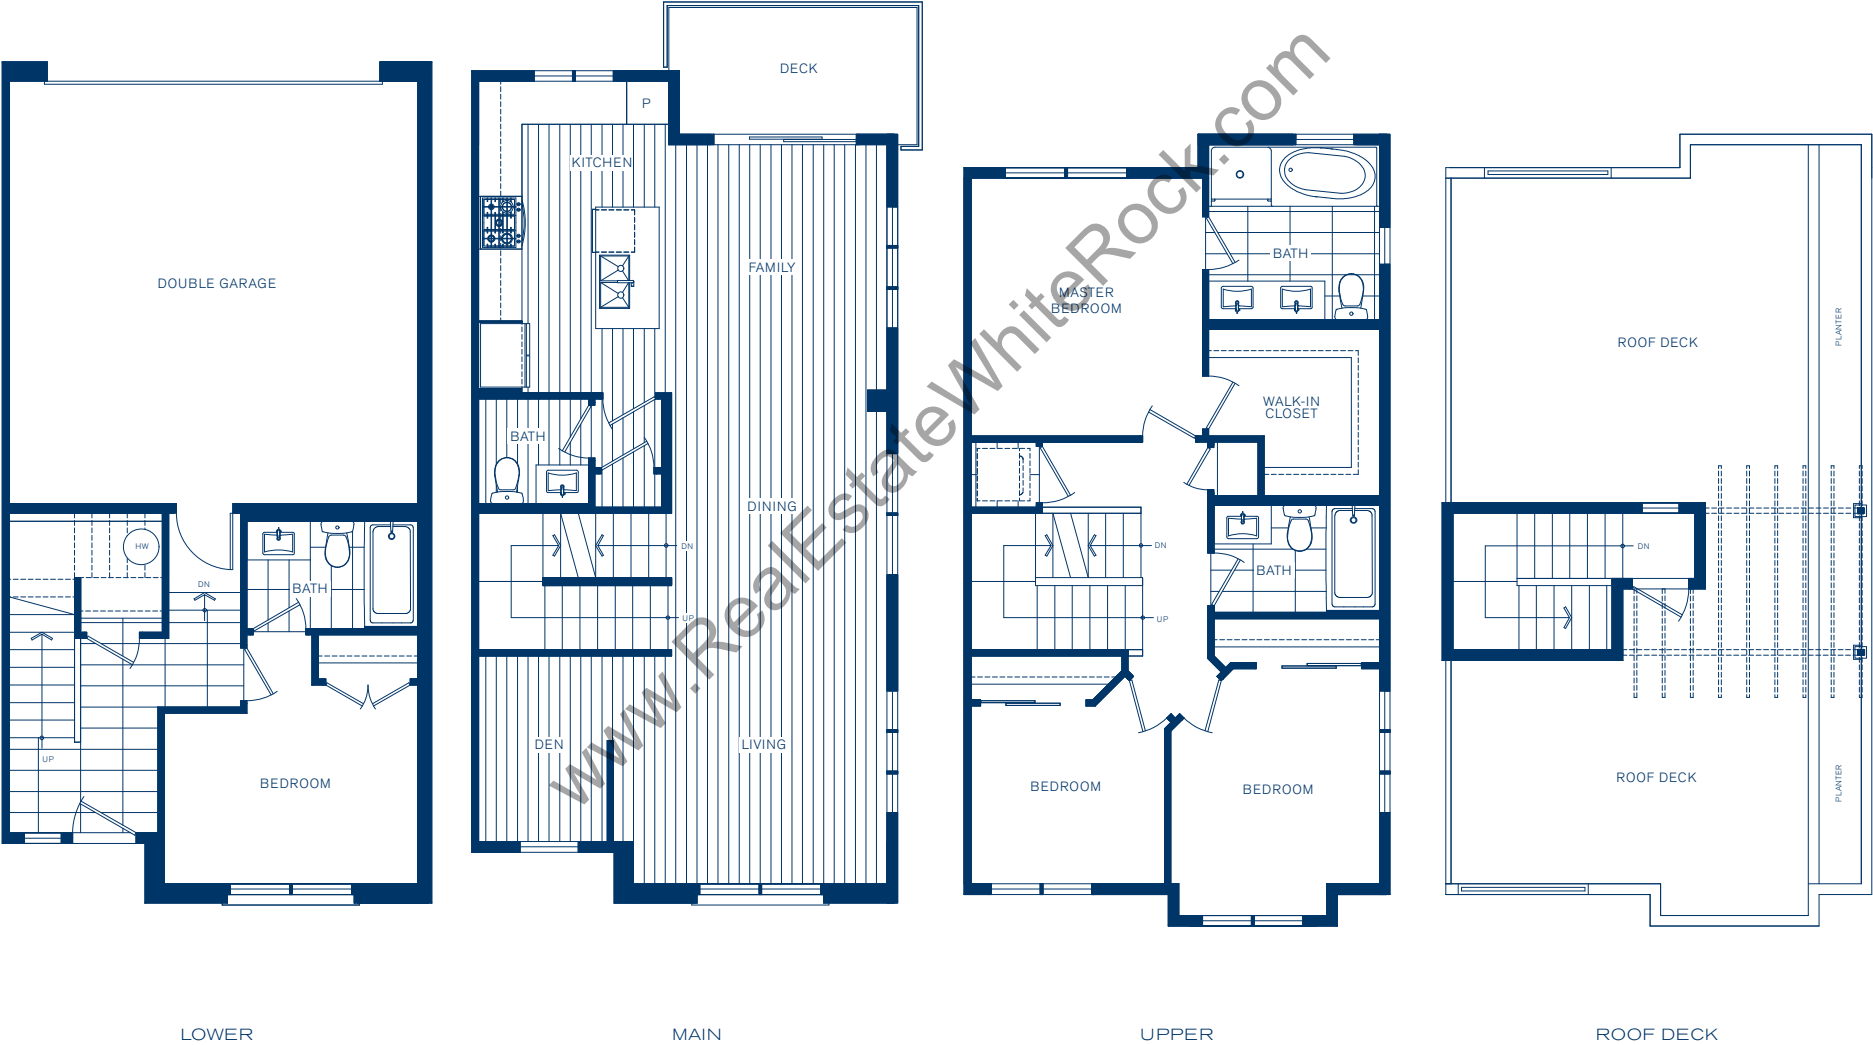 DOUBLE GARAGE
HW
DN
BATH
UP
BEDROOM
LOWER
DECK
P
KITCHEN
FAMILY
BATH
DINING
DN
UP
DEN
LIVING
MAIN
BATH
MASTER
BEDROOM
WALK-IN
CLOSET
DN
BATH
UP
BEDROOM
BEDROOM
UPPER
ROOF DECK
PLANTER
DN
ROOF DECK
PLANTER
ROOF DECK
www.RealEstateWhiteRock.com